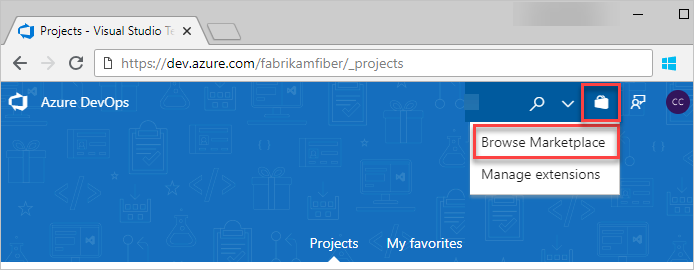 Projects - Visual Studio Te
https://dev.azure.com/fabrikamfiber/_projects
Azure DevOps
CC
Browse Marketplace
Manage extensions
Projects My favorites